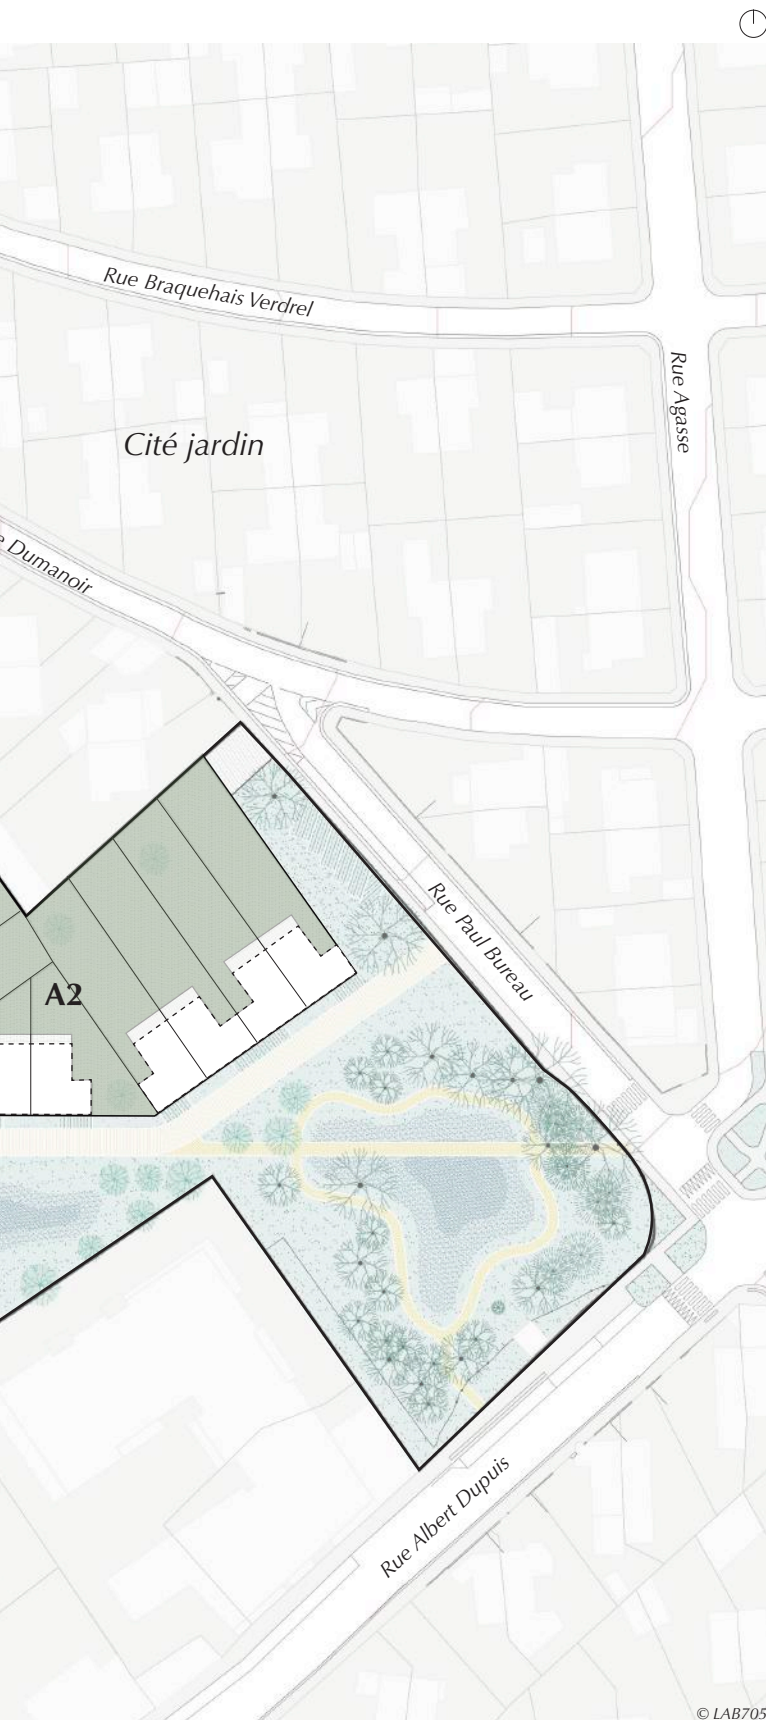 Rue Braquehais Verdrel
Rue Agasse
Cité jardin
Dumanoir
Rue Paul Bureau
A2
Rue Albert Dupuis
© LAB705